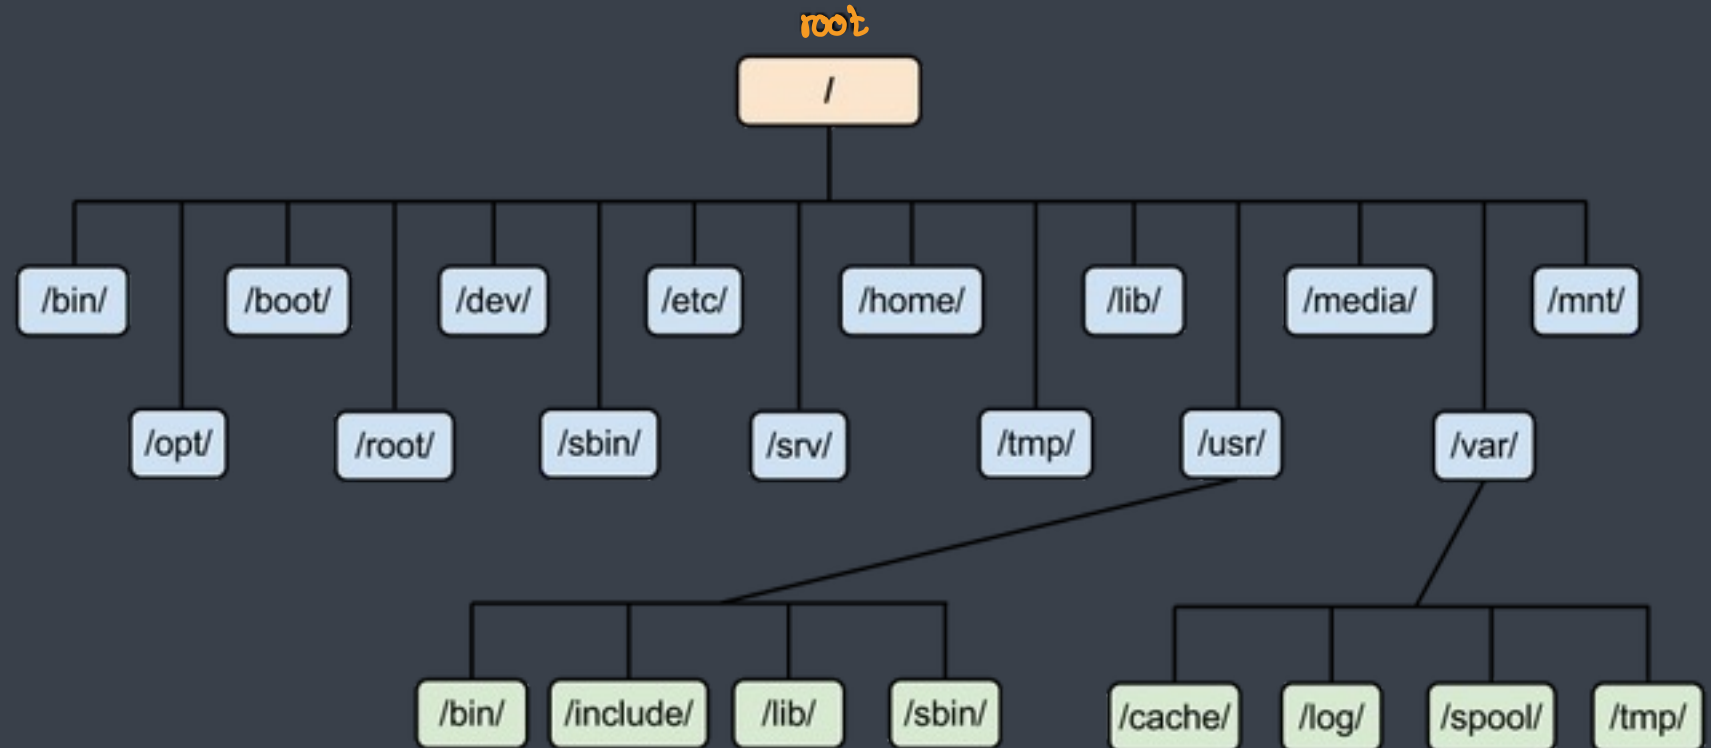 root
/
/bin/ /boot/ /dev/ /etc/ /home/ /lib/ /media/ /mnt/
/opt/ /root/ /sbin/ /srv/ /tmp/ /usr/ /var/
/bin/ /include/ /lib/ /sbin/ /cache/ /log/ /spool/ /tmp/